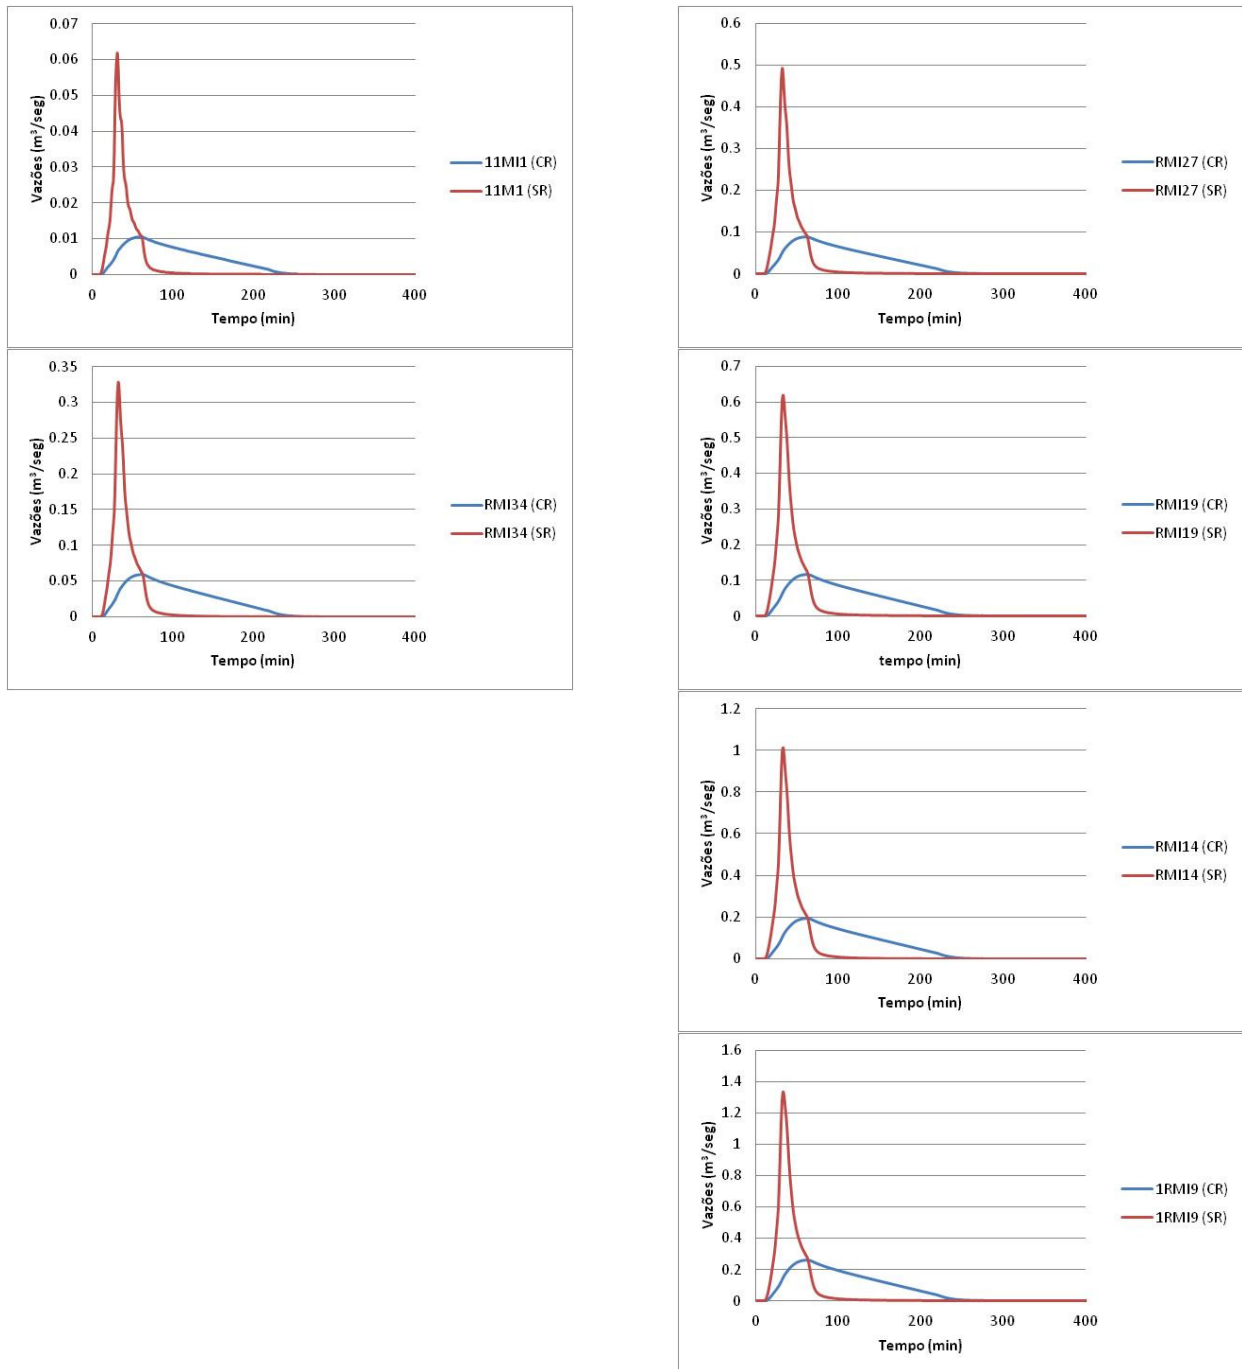 0.07
0.06
0.05
0.04
0.03
0.02
0.01
0
Vazões (m³/seg)
0 100 200 300 400
Tempo (min)
11MI1 (CR)
11M1 (SR)
0.6
0.5
0.4
0.3
0.2
0.1
0
Vazões (m³/seg)
0 100 200 300 400
Tempo (min)
RMI27 (CR)
RMI27 (SR)
0.35
0.3
0.25
0.2
0.15
0.1
0.05
0
Vazões (m³/seg)
0 100 200 300 400
Tempo (min)
RMI34 (CR)
RMI34 (SR)
0.7
0.6
0.5
0.4
0.3
0.2
0.1
0
Vazões (m³/seg)
0 100 200 300 400
tempo (min)
RMI19 (CR)
RMI19 (SR)
1.2
1
0.8
0.6
0.4
0.2
0
Vazões (m³/seg)
0 100 200 300 400
Tempo (min)
RMI14 (CR)
RMI14 (SR)
1.6
1.4
1.2
1
0.8
0.6
0.4
0.2
0
Vazões (m³/seg)
0 100 200 300 400
Tempo (min)
1RMI9 (CR)
1RMI9 (SR)